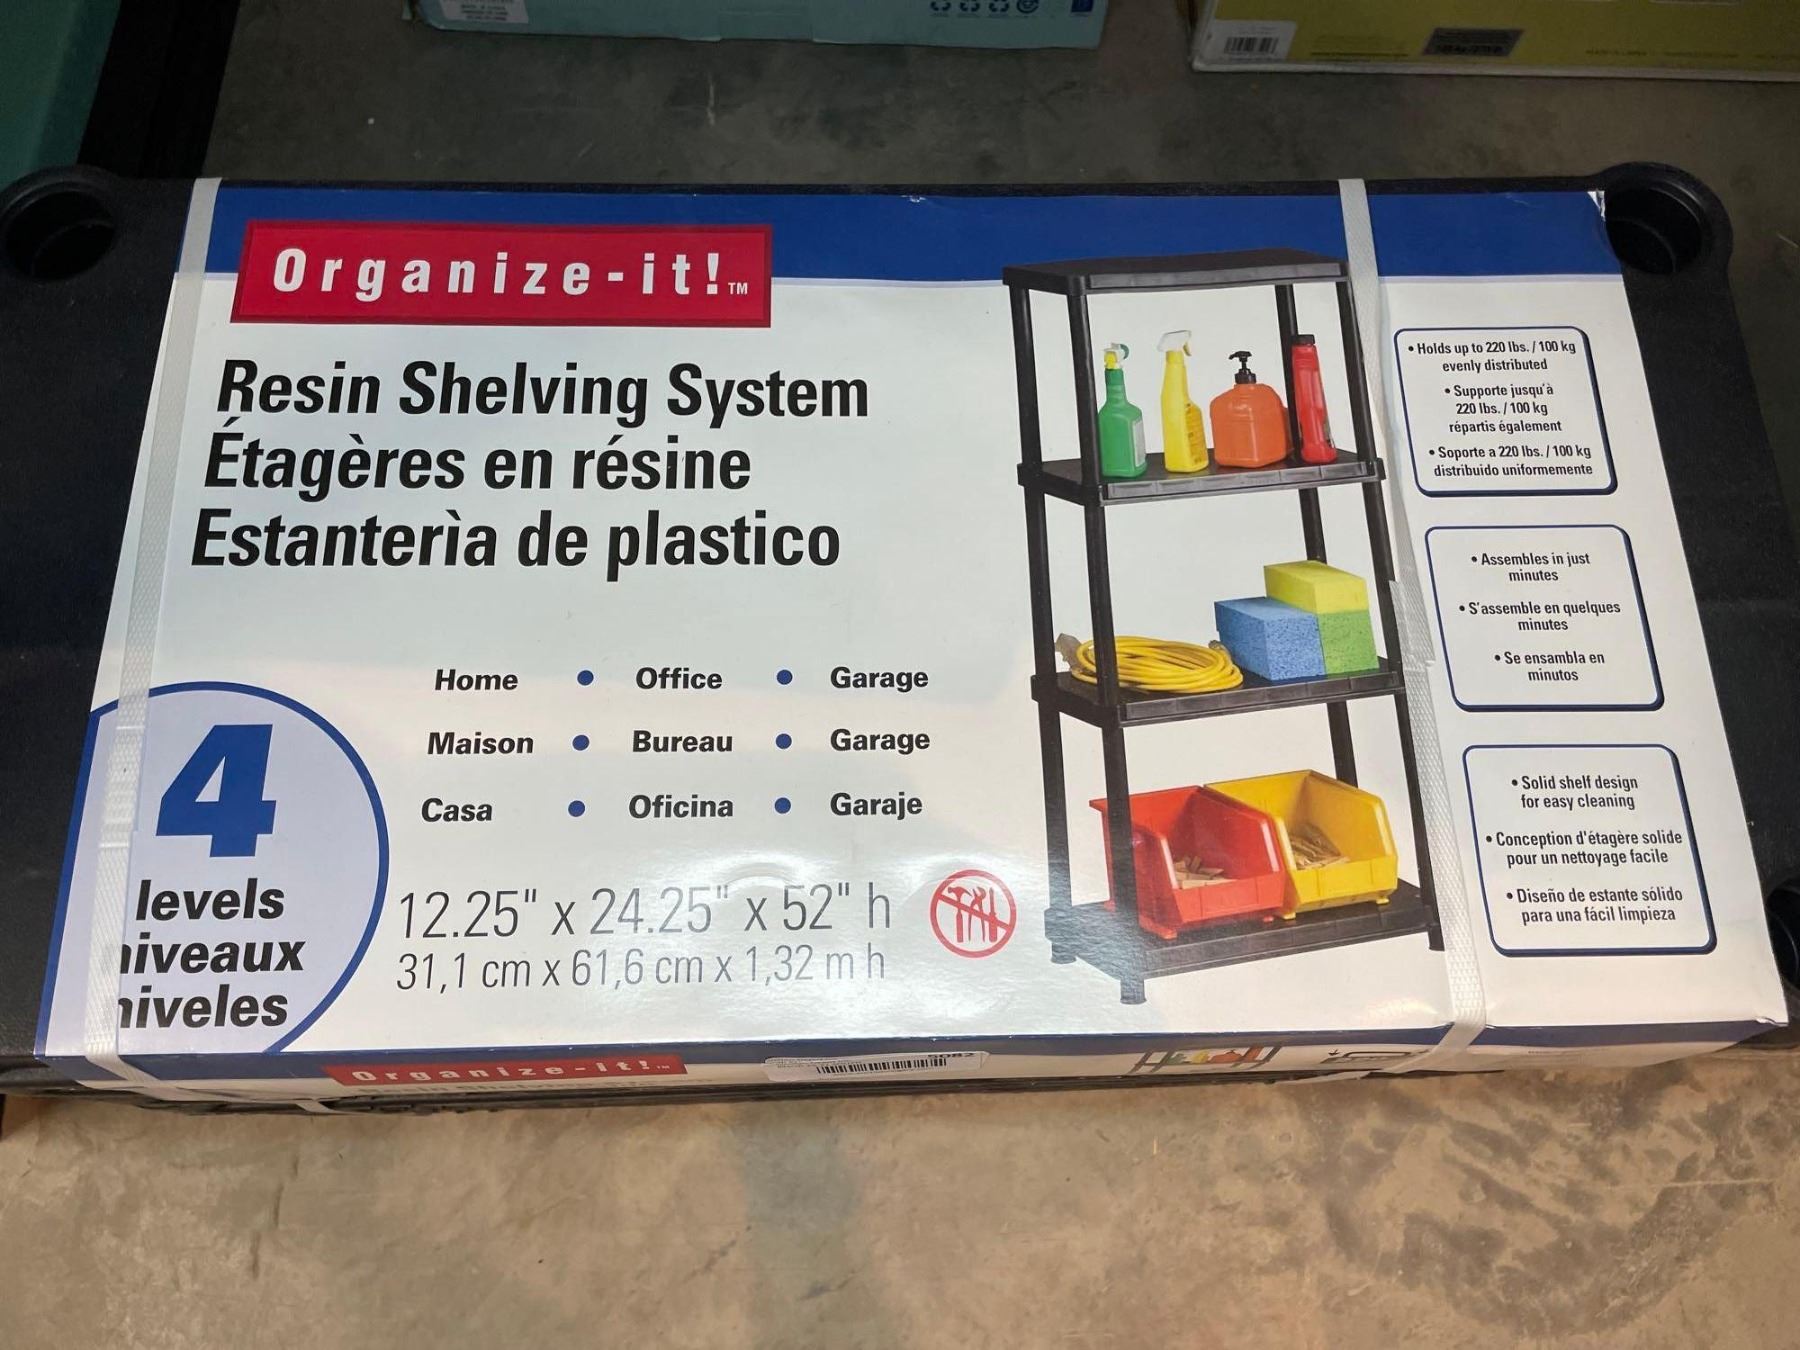 Organize-it!™
Resin Shelving System
Étagères en résine
Estanterìa de plastico
Home • Office • Garage
Maison • Bureau • Garage
Casa • Oficina • Garaje
4
levels
niveaux
niveles
12.25" x 24.25" x 52" h
31,1 cm x 61,6 cm x 1,32 m h
• Holds up to 220 lbs. / 100 kg
evenly distributed
• Supporte jusqu'à
220 lbs. / 100 kg
répartis également
• Soporte a 220 lbs. / 100 kg
distribuido uniformemente
• Assembles in just
minutes
• S'assemble en quelques
minutes
• Se ensambla en
minutos
• Solid shelf design
for easy cleaning
• Conception d'étagère solide
pour un nettoyage facile
• Diseño de estante sólido
para una fácil limpieza
Organize-it!™
5082